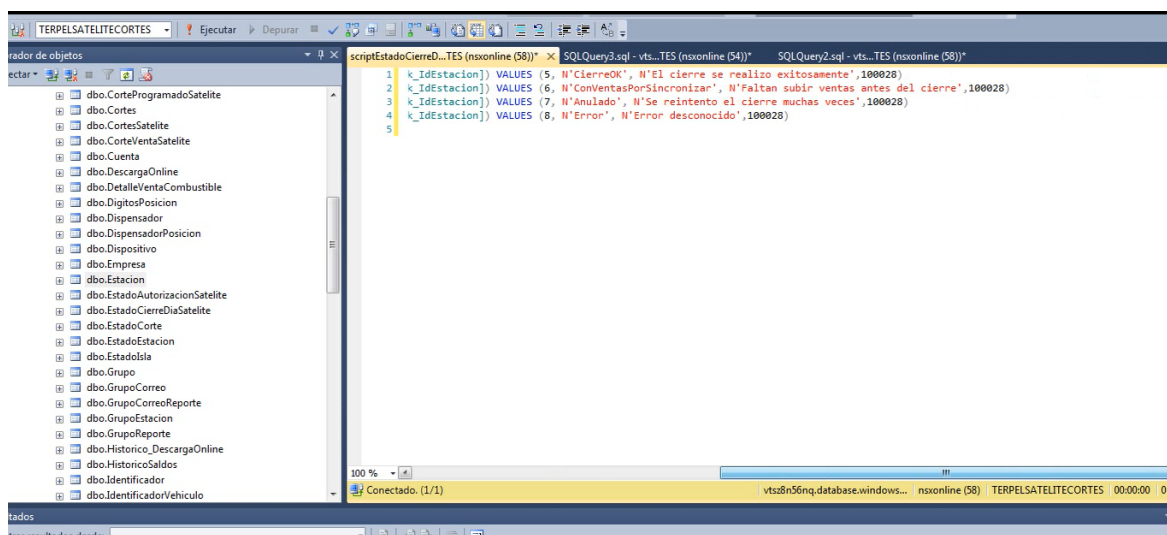 TERPELSATELITECORTES
Ejecutar
Depurar
rador de objetos
ectar
scriptEstadoCierreD...TES (nsxonline (58))*
SQLQuery3.sql - vts...TES (nsxonline (54))*
SQLQuery2.sql - vts...TES (nsxonline (58))*
dbo.CorteProgramadoSatelite
dbo.Cortes
dbo.CortesSatelite
dbo.CorteVentaSatelite
dbo.Cuenta
dbo.DescargaOnline
dbo.DetalleVentaCombustible
dbo.DigitosPosicion
dbo.Dispensador
dbo.DispensadorPosicion
dbo.Dispositivo
dbo.Empresa
dbo.Estacion
dbo.EstadoAutorizacionSatelite
dbo.EstadoCierreDiaSatelite
dbo.EstadoCorte
dbo.EstadoEstacion
dbo.EstadoIsla
dbo.Grupo
dbo.GrupoCorreo
dbo.GrupoCorreoReporte
dbo.GrupoEstacion
dbo.GrupoReporte
dbo.Historico_DescargaOnline
dbo.HistoricoSaldos
dbo.Identificador
dbo.IdentificadorVehiculo
1 k_IdEstacion]) VALUES (5, N'CierreOK', N'El cierre se realizo exitosamente',100028)
2 k_IdEstacion]) VALUES (6, N'ConVentasPorSincronizar', N'Faltan subir ventas antes del cierre',100028)
3 k_IdEstacion]) VALUES (7, N'Anulado', N'Se reintento el cierre muchas veces',100028)
4 k_IdEstacion]) VALUES (8, N'Error', N'Error desconocido',100028)
5
100 %
Conectado. (1/1)
vtsz8n56nq.database.windows...
nsxonline (58)
TERPELSATELITECORTES
00:00:00
0
tados